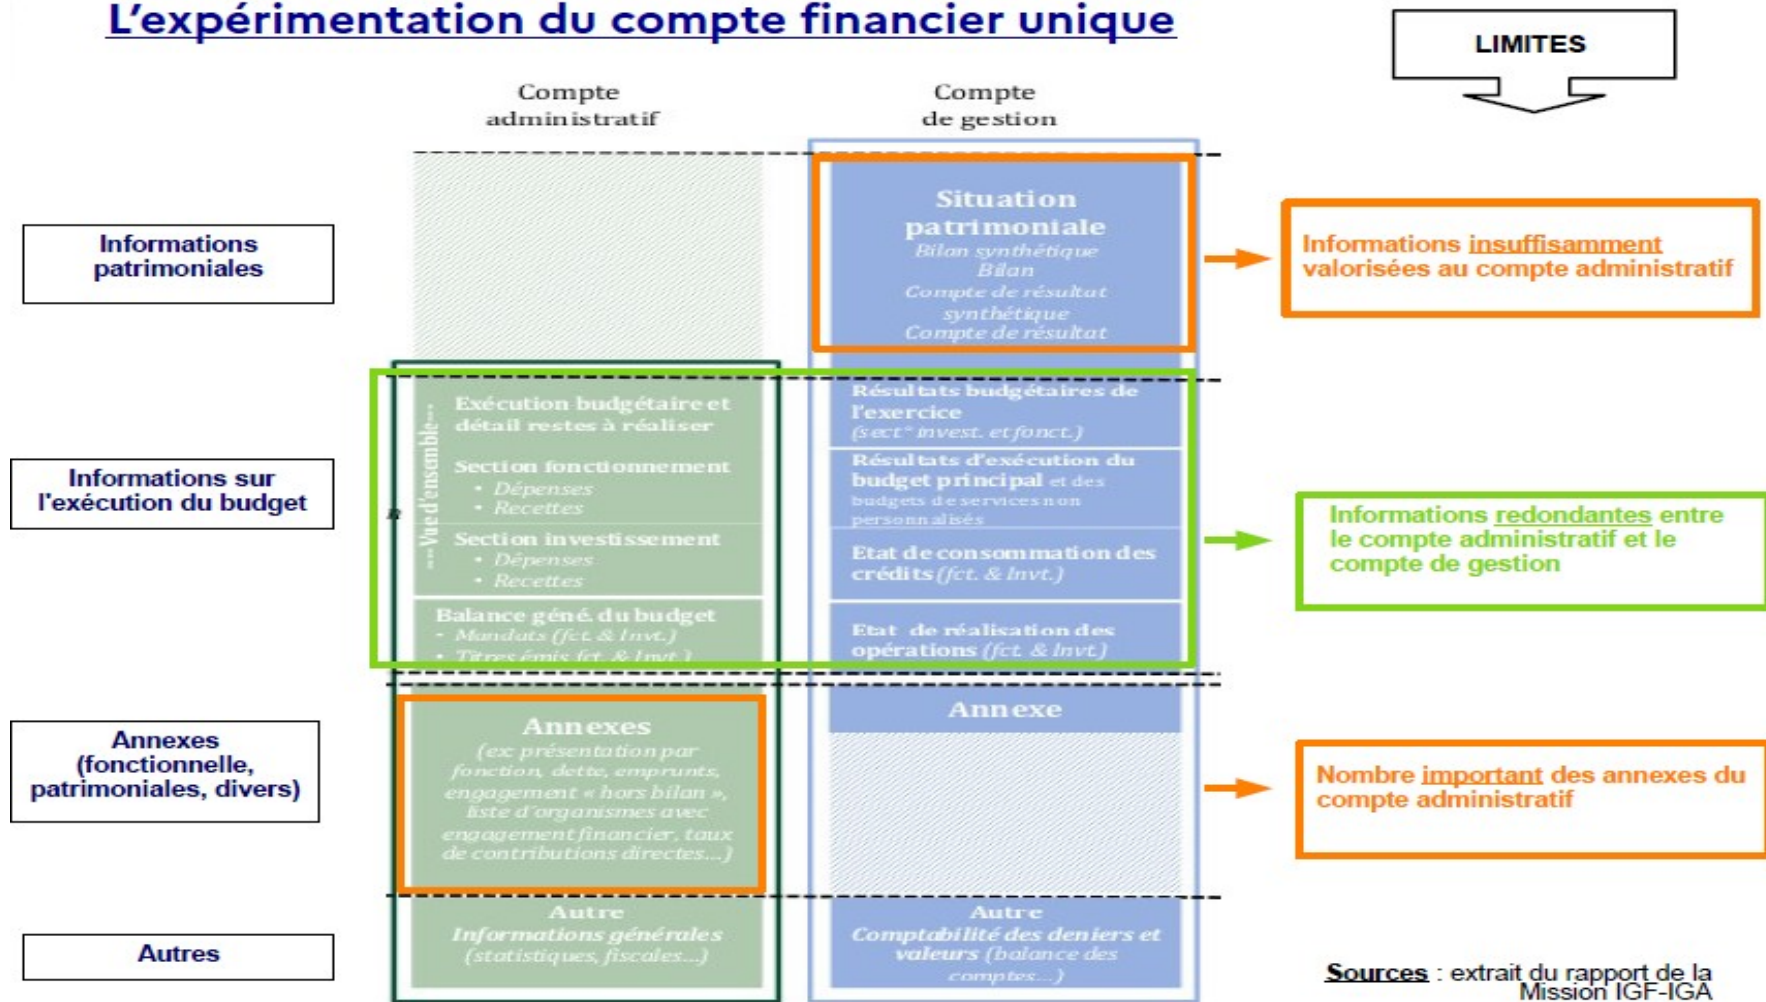 L'expérimentation du compte financier unique
LIMITES
Compte
administratif
Compte
de gestion
Informations
patrimoniales
Situation
patrimoniale
Bilan synthétique
Bilan
Compte de résultat
synthétique
Compte de résultat
Informations insuffisamment
valorisées au compte administratif
Informations sur
l'exécution du budget
...Vue d'ensemble...
Exécution budgétaire et
détail restes à réaliser
Section fonctionnement
• Dépenses
• Recettes
Section investissement
• Dépenses
• Recettes
Balance géné. du budget
• Mandats (fct. & Invt.)
• Titres émis fct. & Invt.)
Résultats budgétaires de
l'exercice
(sect° invest. et fonct.)
Résultats d'exécution du
budget principal et des
budgets de services non
personnalisés
Etat de consommation des
crédits (fct. & Invt.)
Etat de réalisation des
opérations (fct. & Invt.)
Informations redondantes entre
le compte administratif et le
compte de gestion
Annexes
(fonctionnelle,
patrimoniales, divers)
Annexes
(ex: présentation par
fonction, dette, emprunts,
engagement « hors bilan »,
liste d'organismes avec
engagement financier, taux
de contributions directes...)
Annexe
Nombre important des annexes du
compte administratif
Autres
Autre
Informations générales
(statistiques, fiscales...)
Autre
Comptabilité des deniers et
valeurs (balance des
comptes...)
Sources : extrait du rapport de la
Mission IGF-IGA